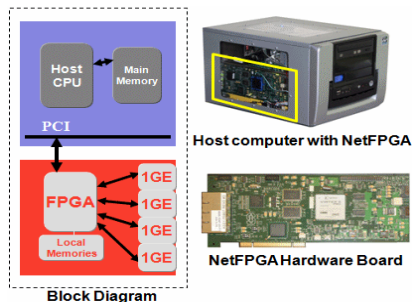 Host
CPU
Main
Memory
PCI
FPGA
Local
Memories
1GE
1GE
1GE
1GE
Block Diagram
Host computer with NetFPGA
NetFPGA Hardware Board